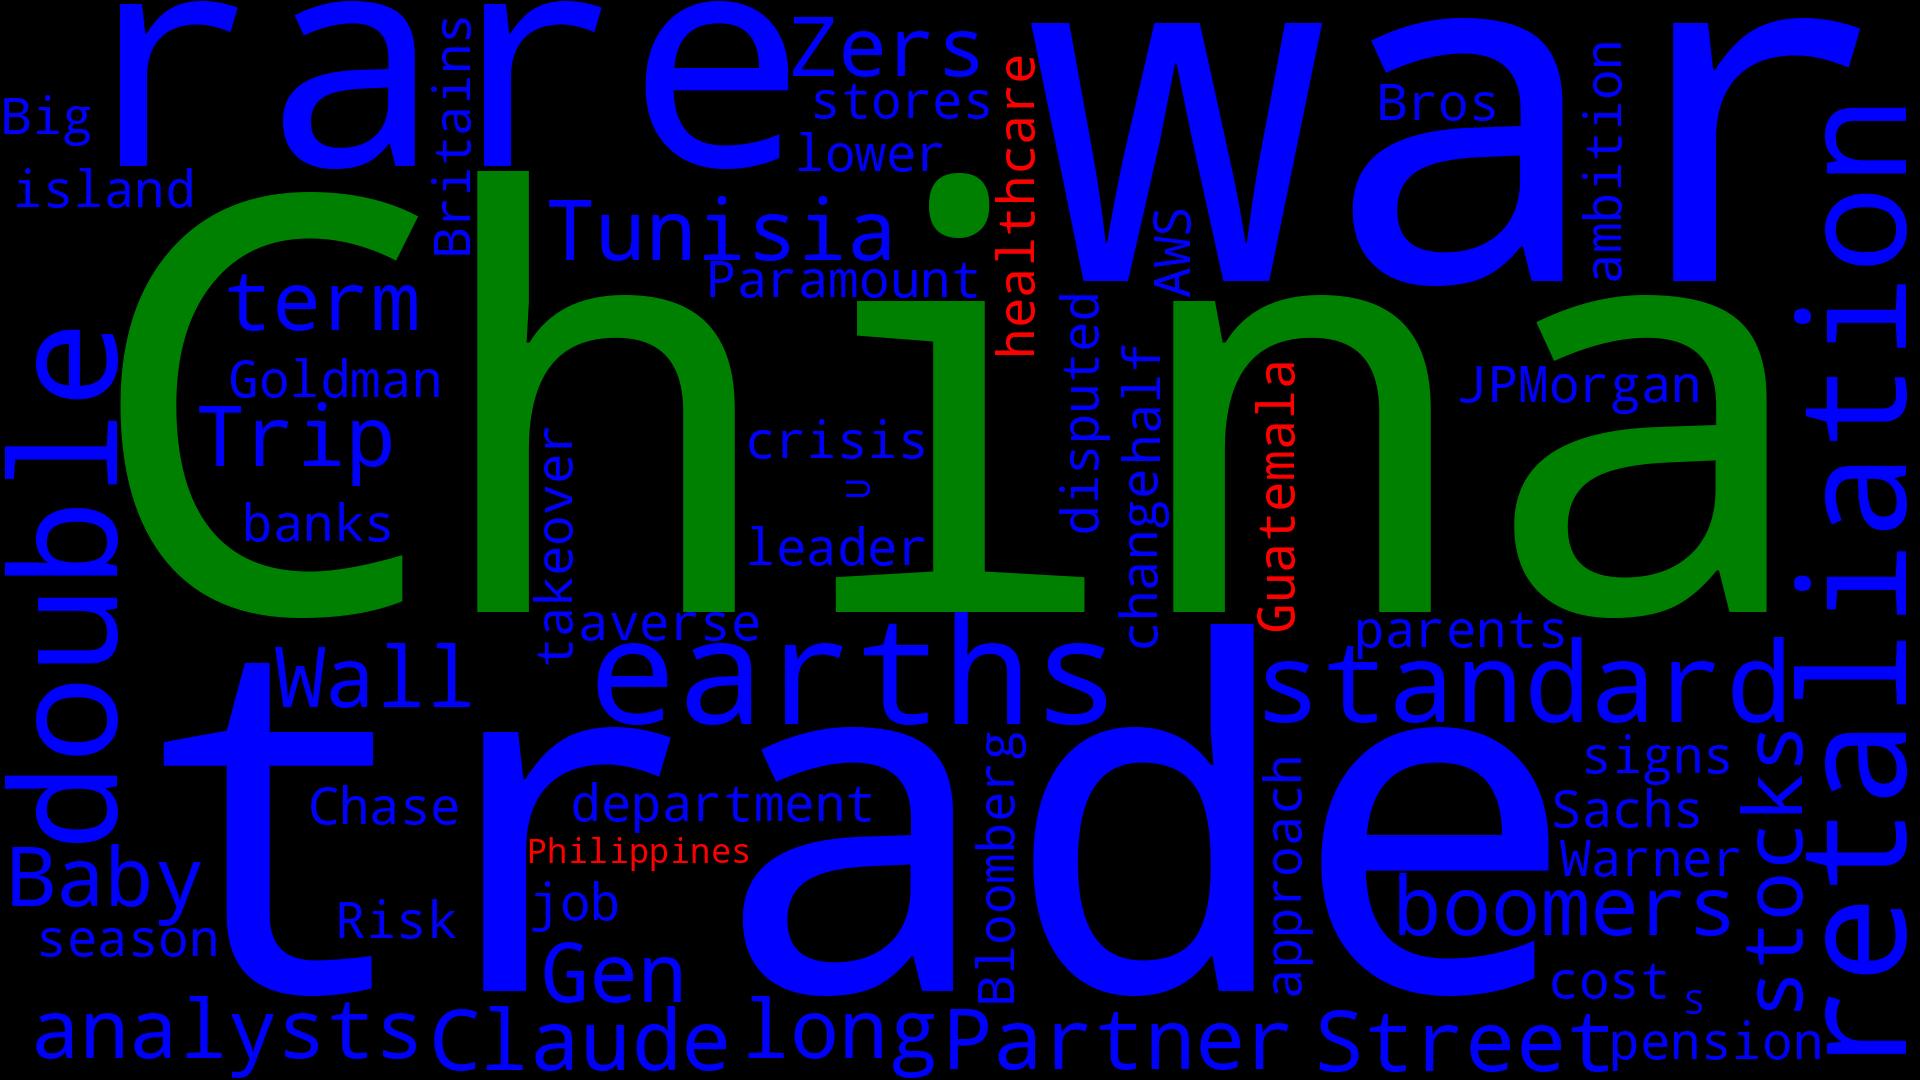 rare
war
Zers
Big
Britains
stores
healthcare
Bros
ambition
lower
island
China
Tunisia
AWS
retaliation
Paramount
term
disputed
double
Goldman
changehalf
Guatemala
JPMorgan
Trip
takeover
crisis
U
banks
leader
averse
parents
earths
Wall
standard
trade
Bloomberg
signs
stocks
approach
Chase
department
Sachs
Philippines
Warner
Baby
job
boomers
Risk
season
Gen
cost
S
analysts
Claude
long
Partner
Street
pension